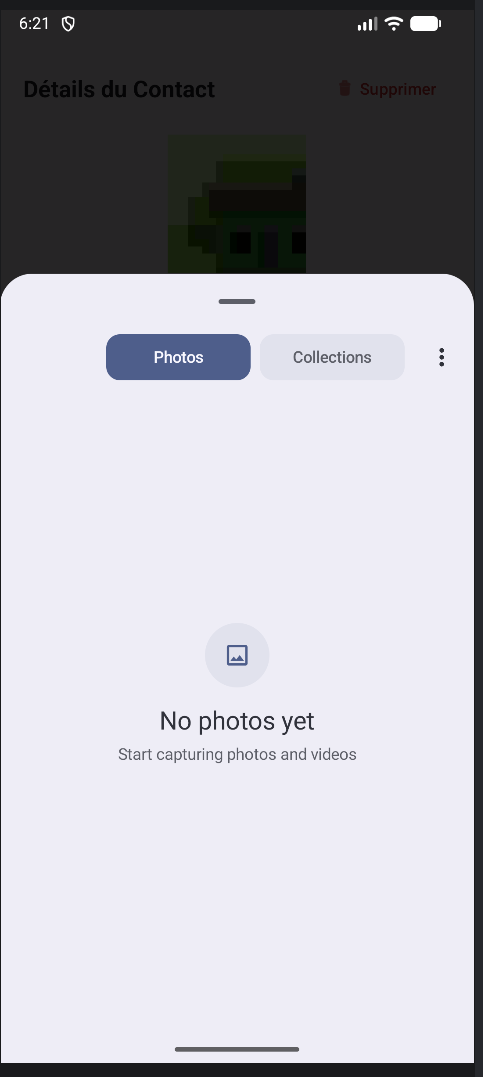 6:21
Détails du Contact
Supprimer
Photos
Collections
No photos yet
Start capturing photos and videos